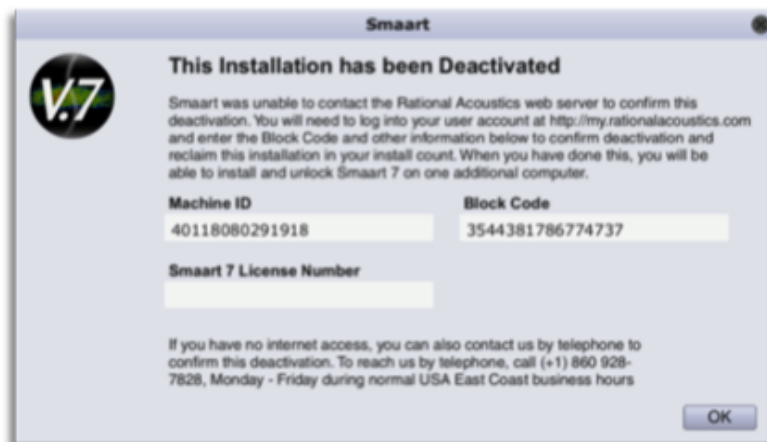 Smaart
V.7
This Installation has been Deactivated
Smaart was unable to contact the Rational Acoustics web server to confirm this
deactivation. You will need to log into your user account at http://my.rationalacoustics.com
and enter the Block Code and other information below to confirm deactivation and
reclaim this installation in your install count. When you have done this, you will be
able to install and unlock Smaart 7 on one additional computer.
Machine ID
Block Code
40118080291918
3544381786774737
Smaart 7 License Number
If you have no internet access, you can also contact us by telephone to
confirm this deactivation. To reach us by telephone, call (+1) 860 928-
7828, Monday - Friday during normal USA East Coast business hours
OK